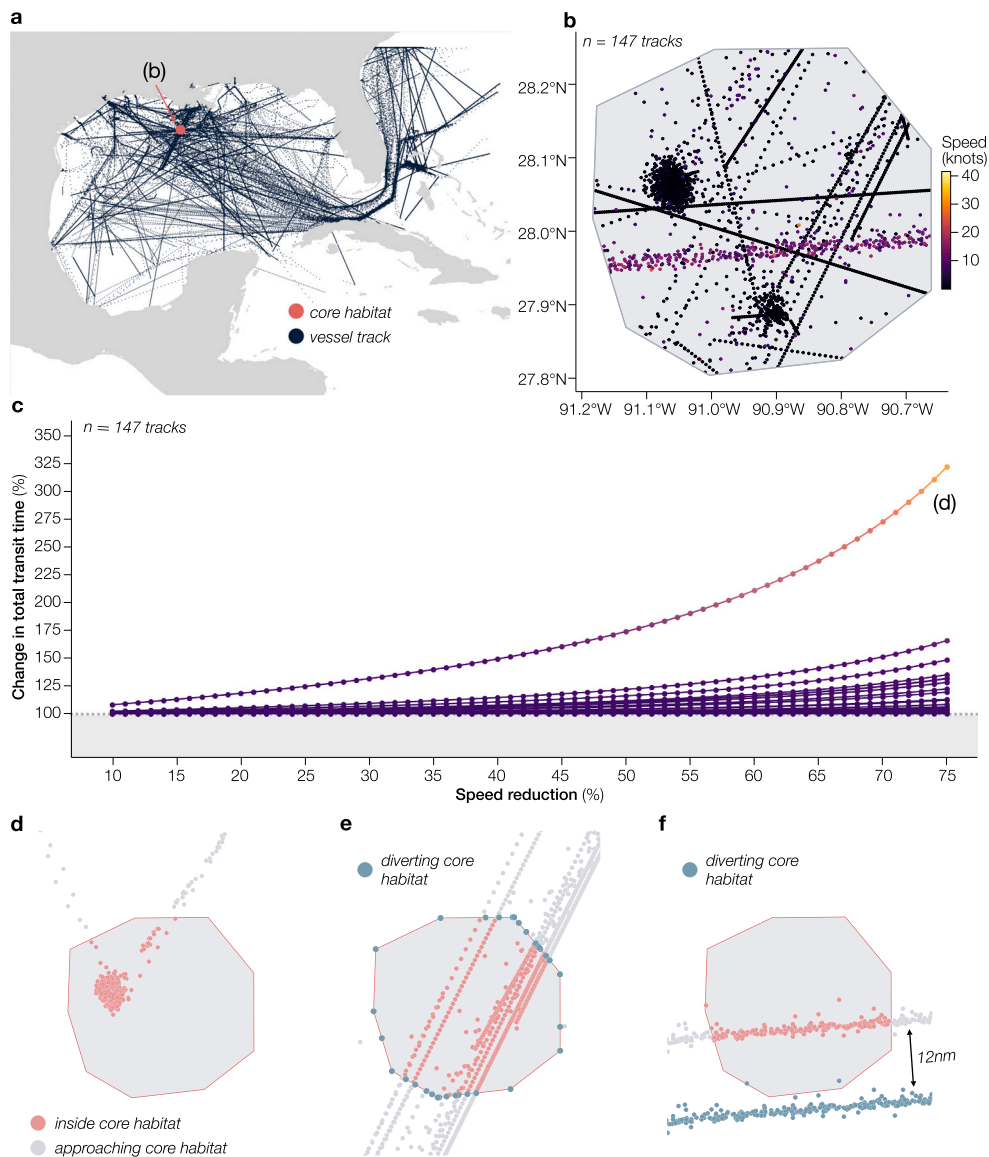 a
(b)
core habitat
vessel track
b
n = 147 tracks
28.2°N
28.1°N
28.0°N
27.9°N
27.8°N
91.2°W 91.1°W 91.0°W 90.9°W 90.8°W 90.7°W
Speed
(knots)
40
30
20
10
c
n = 147 tracks
Change in total transit time (%)
350
325
300
275
250
225
200
175
150
125
100
(d)
10 15 20 25 30 35 40 45 50 55 60 65 70 75
Speed reduction (%)
d
inside core habitat
approaching core habitat
e
diverting core
habitat
f
diverting core
habitat
12nm